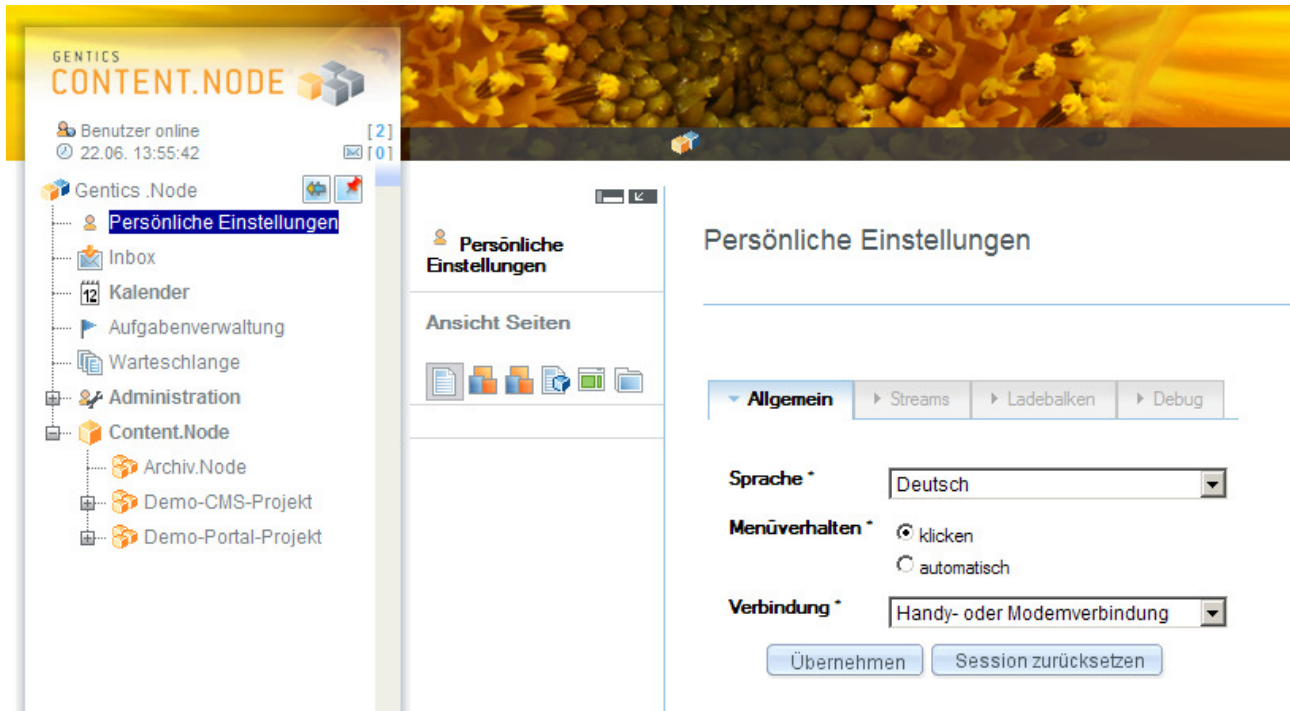 GENTICS
CONTENT.NODE
Benutzer online [2]
22.06. 13:55:42 [0]
Gentics .Node
Persönliche Einstellungen
Inbox
12 Kalender
Aufgabenverwaltung
Warteschlange
Administration
Content.Node
Archiv.Node
Demo-CMS-Projekt
Demo-Portal-Projekt
Persönliche
Einstellungen
Ansicht Seiten
Persönliche Einstellungen
Allgemein Streams Ladebalken Debug
Sprache * Deutsch
Menüverhalten * klicken
automatisch
Verbindung * Handy- oder Modemverbindung
Übernehmen Session zurücksetzen